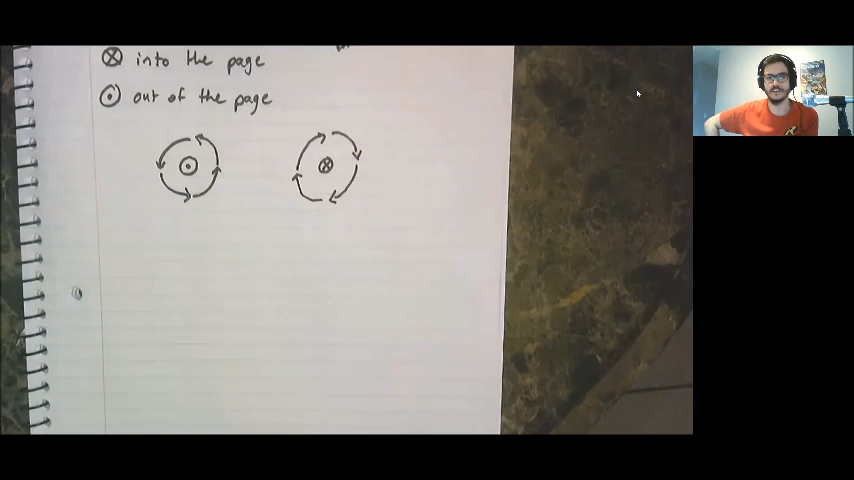 ⊗ into the page
⊙ out of the page